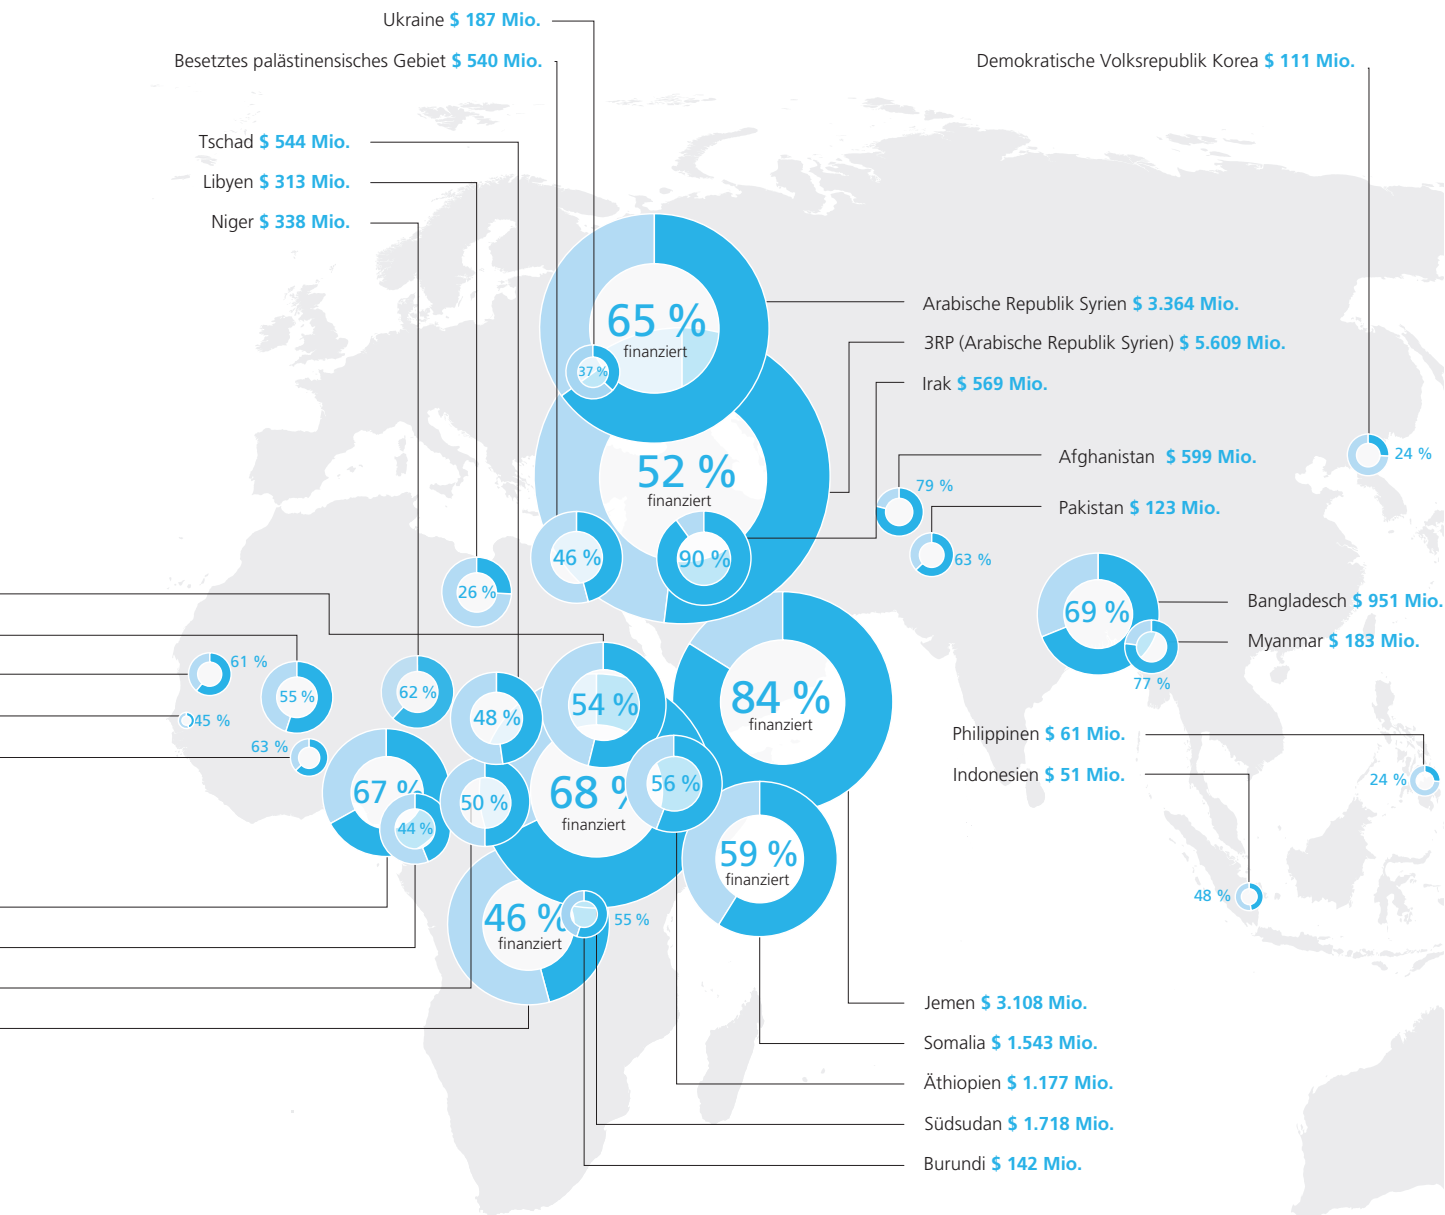 Ukraine $ 187 Mio.
Besetztes palästinensisches Gebiet $ 540 Mio.
Demokratische Volksrepublik Korea $ 111 Mio.
Tschad $ 544 Mio.
Libyen $ 313 Mio.
Niger $ 338 Mio.
65 %
finanziert
37 %
Arabische Republik Syrien $ 3.364 Mio.
3RP (Arabische Republik Syrien) $ 5.609 Mio.
Irak $ 569 Mio.
52 %
finanziert
Afghanistan $ 599 Mio.
24 %
79 %
Pakistan $ 123 Mio.
46 %
90 %
63 %
26 %
69 %
Bangladesch $ 951 Mio.
Myanmar $ 183 Mio.
77 %
61 %
55 %
62 %
48 %
54 %
84 %
finanziert
45 %
63 %
Philippinen $ 61 Mio.
Indonesien $ 51 Mio.
24 %
67 %
44 %
50 %
68 %
finanziert
56 %
59 %
finanziert
48 %
46 %
finanziert
55 %
Jemen $ 3.108 Mio.
Somalia $ 1.543 Mio.
Äthiopien $ 1.177 Mio.
Südsudan $ 1.718 Mio.
Burundi $ 142 Mio.